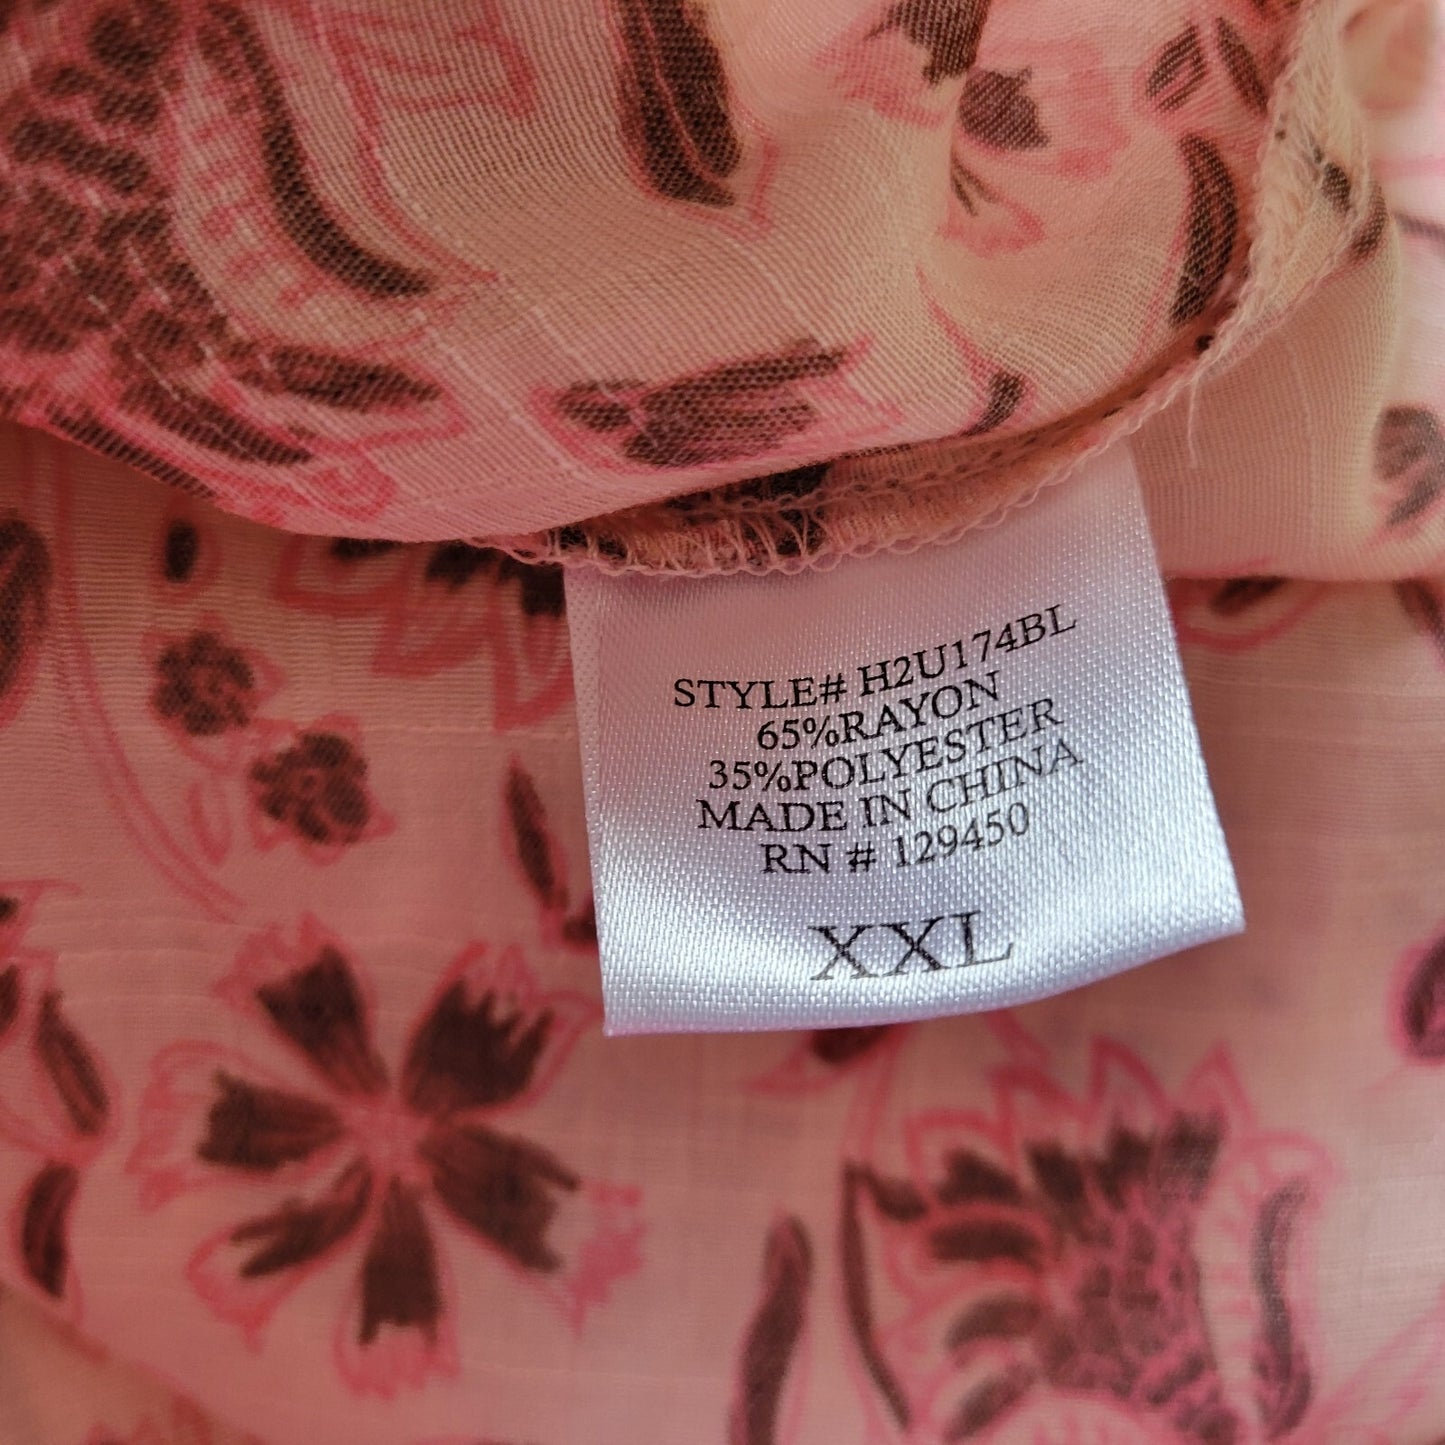 STYLE# H2U174BL
65%RAYON
35%POLYESTER
MADE IN CHINA
RN # 129450
XXL